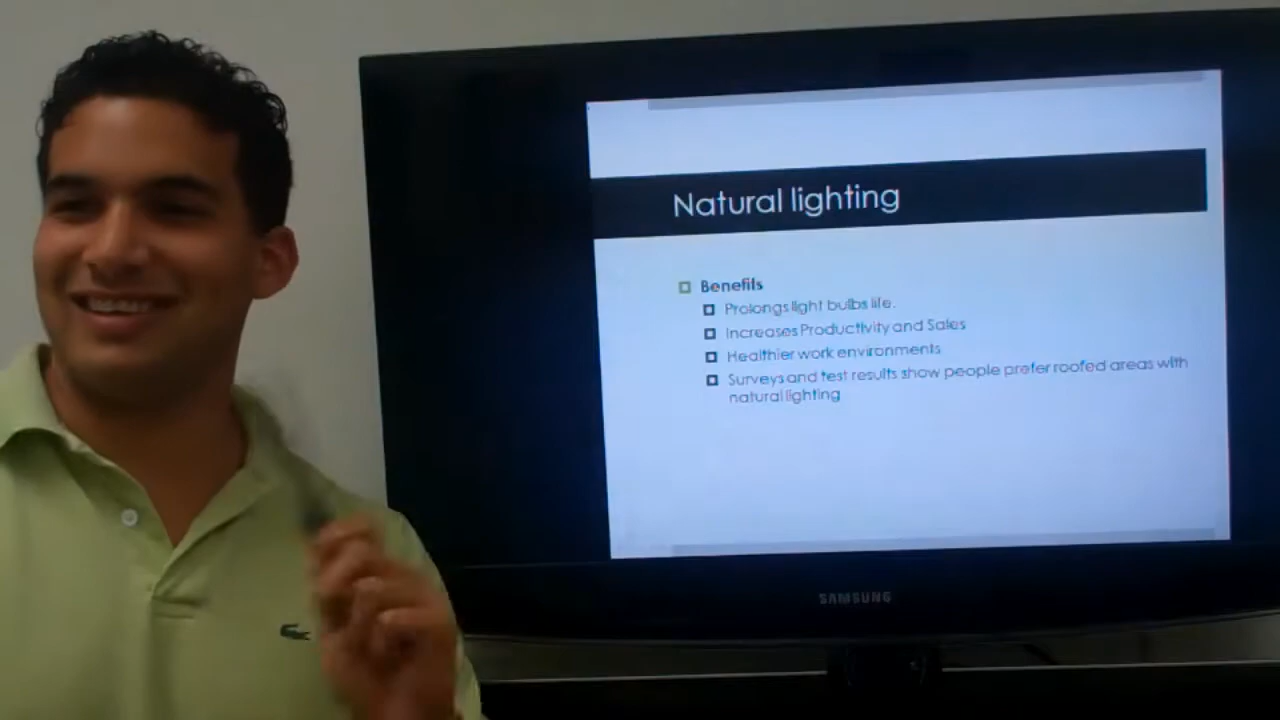 Natural lighting
Benefits
Prolongs light bulbs life.
Increases Productivity and Sales
Healthier work environments
Surveys and test results show people prefer roofed areas with
natural lighting
SAMSUNG